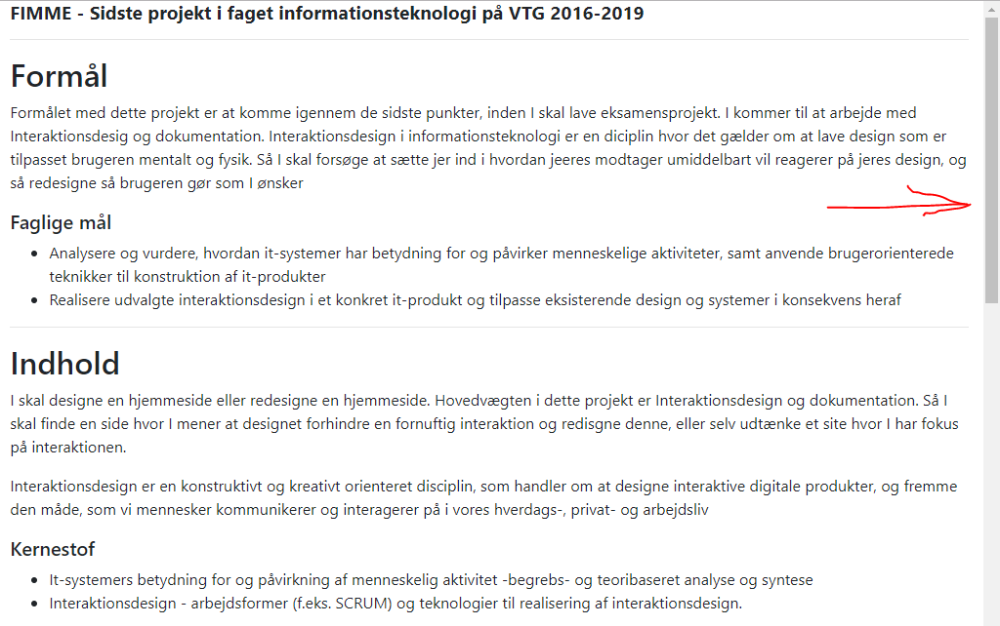 FIMME - Sidste projekt i faget informationsteknologi på VTG 2016-2019
Formål
Formålet med dette projekt er at komme igennem de sidste punkter, inden I skal lave eksamensprojekt. I kommer til at arbejde med
Interaktionsdesig og dokumentation. Interaktionsdesign i informationsteknologi er en diciplin hvor det gælder om at lave design som er
tilpasset brugeren mentalt og fysik. Så I skal forsøge at sætte jer ind i hvordan jeeres modtager umiddelbart vil reagerer på jeres design, og
så redesigne så brugeren gør som I ønsker
Faglige mål
• Analysere og vurdere, hvordan it-systemer har betydning for og påvirker menneskelige aktiviteter, samt anvende brugerorienterede
teknikker til konstruktion af it-produkter
• Realisere udvalgte interaktionsdesign i et konkret it-produkt og tilpasse eksisterende design og systemer i konsekvens heraf
Indhold
I skal designe en hjemmeside eller redesigne en hjemmeside. Hovedvægten i dette projekt er Interaktionsdesign og dokumentation. Så I
skal finde en side hvor I mener at designet forhindre en fornuftig interaktion og redisgne denne, eller selv udtænke et site hvor I har fokus
på interaktionen.
Interaktionsdesign er en konstruktivt og kreativt orienteret disciplin, som handler om at designe interaktive digitale produkter, og fremme
den måde, som vi mennesker kommunikerer og interagerer på i vores hverdags-, privat- og arbejdsliv
Kernestof
• It-systemers betydning for og påvirkning af menneskelig aktivitet -begrebs- og teoribaseret analyse og syntese
• Interaktionsdesign - arbejdsformer (f.eks. SCRUM) og teknologier til realisering af interaktionsdesign.